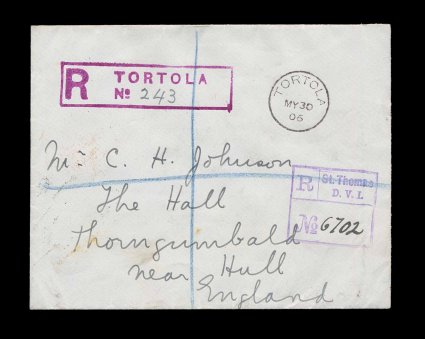 R TORTOLA
No 243
TORTOLA
MY 30
06
Mr: C. H. Johnson
The Hall
Thorngumbald
near Hull
England
R St. Thomas
D. V. I.
No 6702